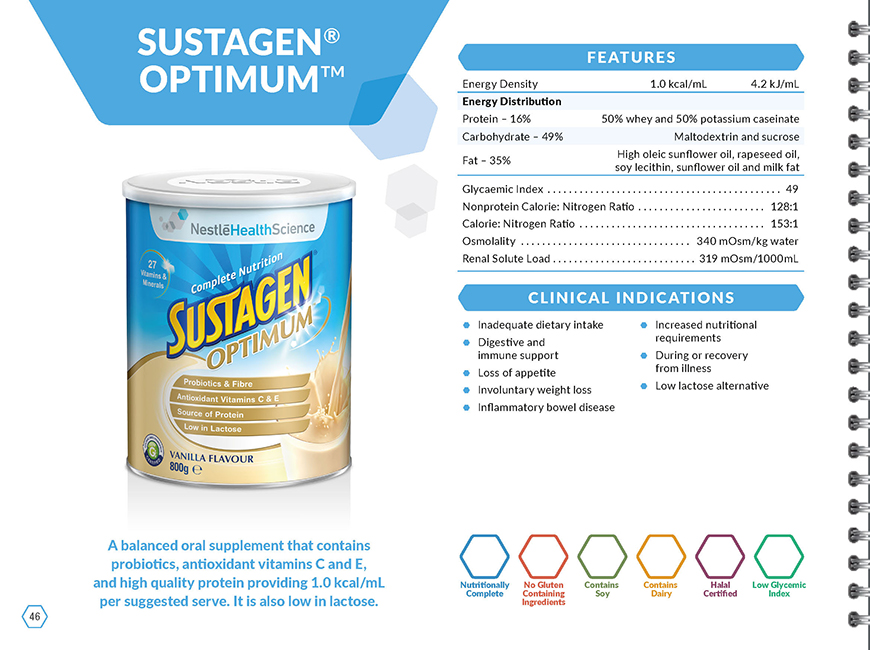 SUSTAGEN®
OPTIMUM™
NestléHealthScience
27
Vitamins &
Minerals
Complete Nutrition
SUSTAGEN
OPTIMUM
Probiotics & Fibre
Antioxidant Vitamins C & E
Source of Protein
Low in Lactose
VANILLA FLAVOUR
800g ℮
A balanced oral supplement that contains
probiotics, antioxidant vitamins C and E,
and high quality protein providing 1.0 kcal/mL
per suggested serve. It is also low in lactose.
46
FEATURES
Energy Density 1.0 kcal/mL 4.2 kJ/mL
Energy Distribution
Protein – 16% 50% whey and 50% potassium caseinate
Carbohydrate – 49% Maltodextrin and sucrose
Fat – 35% High oleic sunflower oil, rapeseed oil,
soy lecithin, sunflower oil and milk fat
Glycaemic Index . . . . . . . . . . . . . . . . . . . . . . . . . . . . . . . . . . . . . . . . . . . . 49
Nonprotein Calorie: Nitrogen Ratio . . . . . . . . . . . . . . . . . . . . . . . . 128:1
Calorie: Nitrogen Ratio . . . . . . . . . . . . . . . . . . . . . . . . . . . . . . . . . . . 153:1
Osmolality . . . . . . . . . . . . . . . . . . . . . . . . . . . . . . . . 340 mOsm/kg water
Renal Solute Load . . . . . . . . . . . . . . . . . . . . . . . . . . . 319 mOsm/1000mL
CLINICAL INDICATIONS
Inadequate dietary intake
Digestive and
immune support
Loss of appetite
Involuntary weight loss
Inflammatory bowel disease
Increased nutritional
requirements
During or recovery
from illness
Low lactose alternative
Nutritionally
Complete
No Gluten
Containing
Ingredients
Contains
Soy
Contains
Dairy
Halal
Certified
Low Glycemic
Index